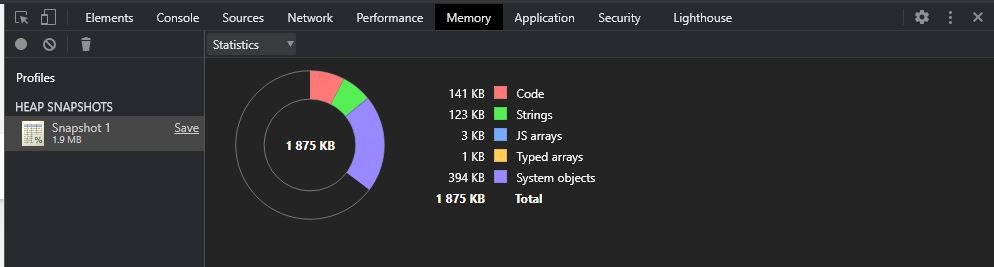 Elements Console Sources Network Performance Memory Application Security Lighthouse
Statistics
Profiles
HEAP SNAPSHOTS
Snapshot 1 Save
1.9 MB
%
1 875 KB
141 KB Code
123 KB Strings
3 KB JS arrays
1 KB Typed arrays
394 KB System objects
1 875 KB Total